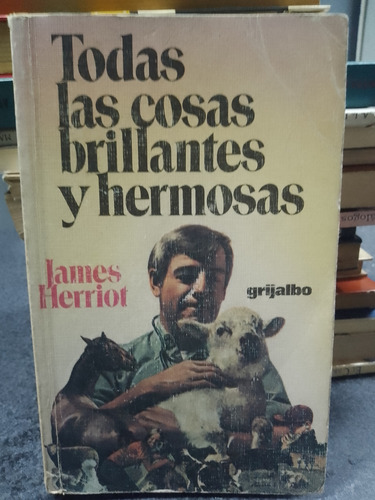 Todas
las cosas
brillantes
y hermosas
James
Herriot
grijalbo